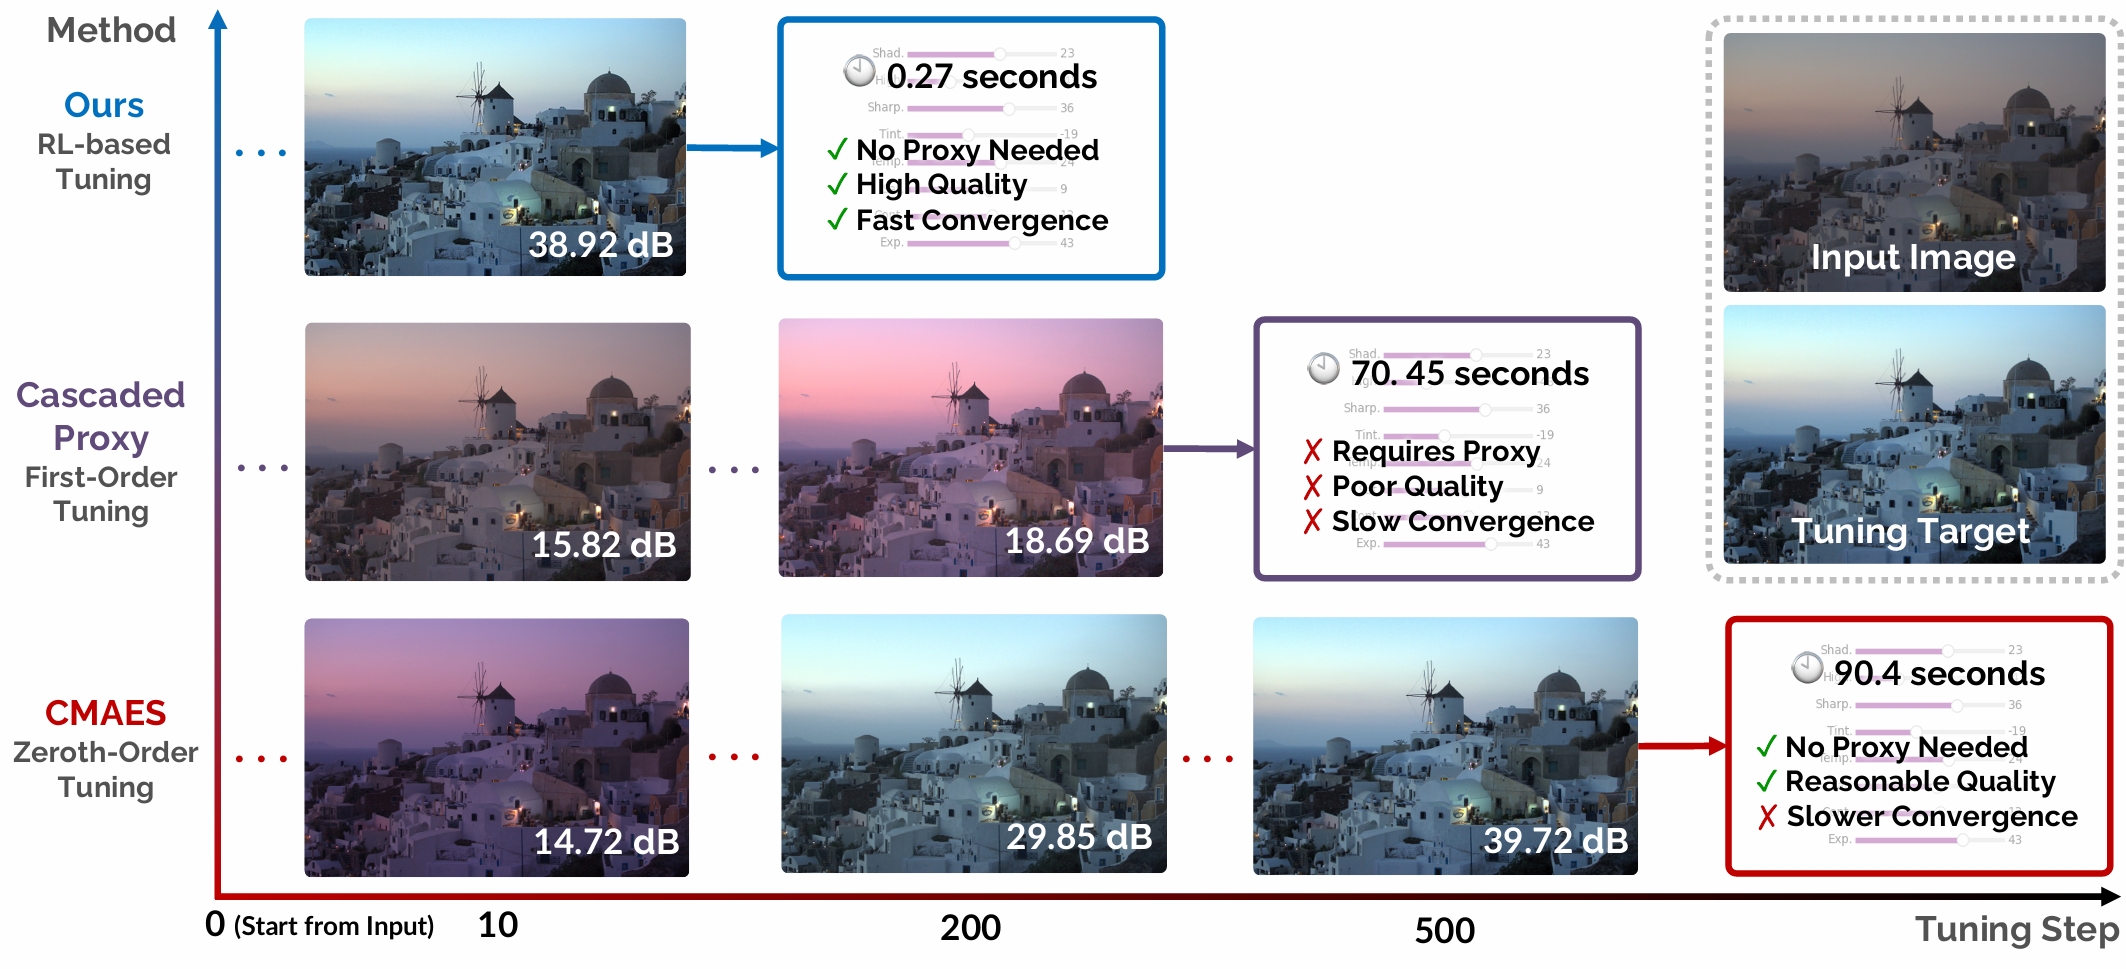 Method
Ours
RL-based
Tuning
38.92 dB
Shad. 23
0.27 seconds
Sharp. 36
Tint. -19
✓ No Proxy Needed
✓ High Quality
9
✓ Fast Convergence
Exp. 43
Input Image
Tuning Target
Cascaded
Proxy
First-Order
Tuning
15.82 dB
18.69 dB
Shad. 23
70. 45 seconds
Sharp. 36
Tint. -19
✗ Requires Proxy
24
✗ Poor Quality
9
✗ Slow Convergence
Exp. 43
CMAES
Zeroth-Order
Tuning
14.72 dB
29.85 dB
39.72 dB
Shad. 23
90.4 seconds
Sharp. 36
Tint. -19
✓ No Proxy Needed
✓ Reasonable Quality
✗ Slower Convergence
Exp. 43
0 (Start from Input) 10 200 500 Tuning Step